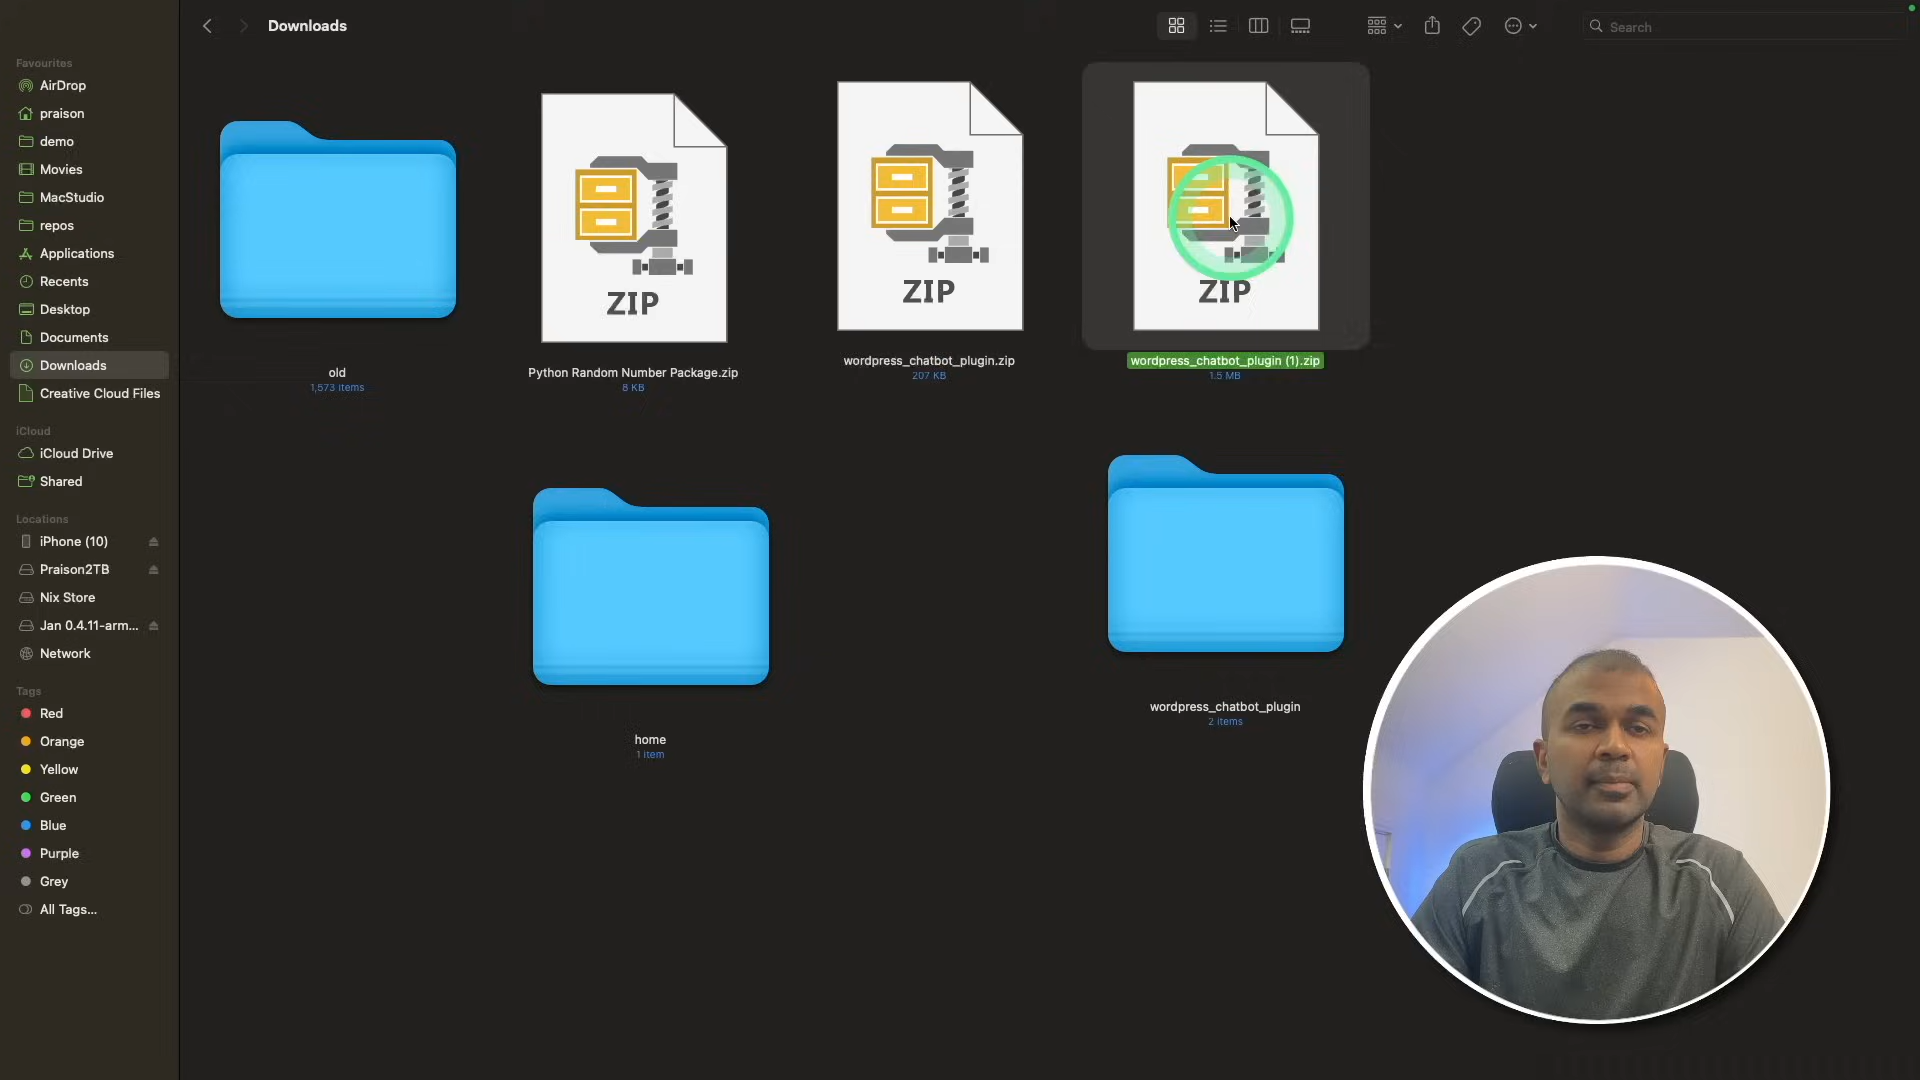 Downloads
Search
Favourites
AirDrop
praison
demo
Movies
MacStudio
repos
Applications
Recents
Desktop
Documents
Downloads
Creative Cloud Files
iCloud
iCloud Drive
Shared
Locations
iPhone (10)
Praison2TB
Nix Store
Jan 0.4.11-arm...
Network
Tags
Red
Orange
Yellow
Green
Blue
Purple
Grey
All Tags...
ZIP
ZIP
ZIP
old
1,573 items
Python Random Number Package.zip
8 KB
wordpress_chatbot_plugin.zip
207 KB
wordpress_chatbot_plugin (1).zip
1.5 MB
home
1 item
wordpress_chatbot_plugin
2 items